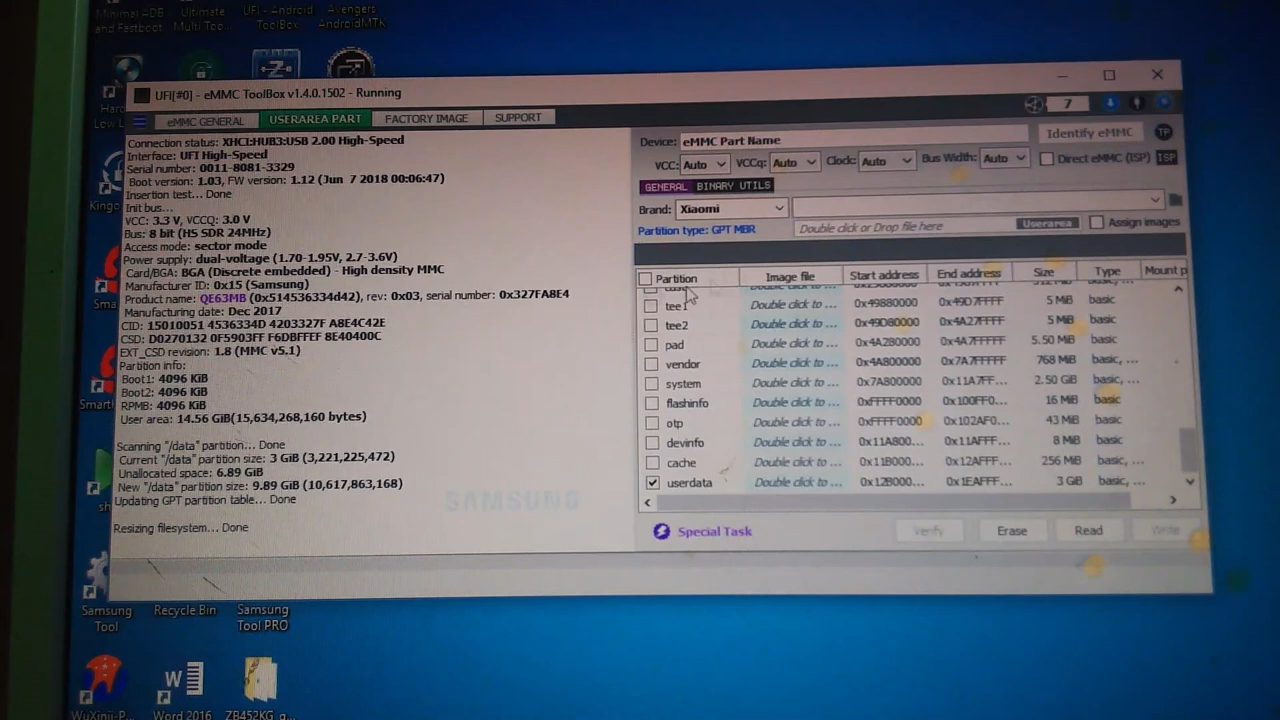 Minimal ADB
and Fastboot
Ultimate
Multi Too...
UFI - Android
ToolBox
Avengers
AndroidMTK
UFI[#0] - eMMC ToolBox v1.4.0.1502 - Running
eMMC GENERAL
USERAREA PART
FACTORY IMAGE
SUPPORT
7
Connection status: XHCI:HUB3:USB 2.00 High-Speed
Interface: UFI High-Speed
Serial number: 0011-8081-3329
Boot version: 1.03, FW version: 1.12 (Jun 7 2018 00:06:47)
Insertion test... Done
Init bus...
VCC: 3.3 V, VCCQ: 3.0 V
Bus: 8 bit (HS SDR 24MHz)
Access mode: sector mode
Power supply: dual-voltage (1.70-1.95V, 2.7-3.6V)
Card/BGA: BGA (Discrete embedded) - High density MMC
Manufacturer ID: 0x15 (Samsung)
Product name: QE63MB (0x514536334d42), rev: 0x03, serial number: 0x327FA8E4
Manufacturing date: Dec 2017
CID: 15010051 4536334D 4203327F A8E4C42E
CSD: D0270132 0F5903FF F6DBFFEF 8E40400C
EXT_CSD revision: 1.8 (MMC v5.1)
Partition info:
Boot1: 4096 KiB
Boot2: 4096 KiB
RPMB: 4096 KiB
User area: 14.56 GiB(15,634,268,160 bytes)
Scanning "/data" partition... Done
Current "/data" partition size: 3 GiB (3,221,225,472)
Unallocated space: 6.89 GiB
New "/data" partition size: 9.89 GiB (10,617,863,168)
Updating GPT partition table... Done
Resizing filesystem... Done
SAMSUNG
Device: eMMC Part Name
Identify eMMC
TP
VCC: Auto VCCq: Auto Clock: Auto Bus Width: Auto Direct eMMC (ISP) ISP
GENERAL BINARY UTILS
Brand: Xiaomi
Partition type: GPT MBR
Double click or Drop file here Userarea Assign images
Partition Image file Start address End address Size Type Mount p
tee1 Double click to ... 0x49880000 0x49D7FFFF 5 MiB basic
tee2 Double click to ... 0x49D80000 0x4A27FFFF 5 MiB basic
pad Double click to ... 0x4A280000 0x4A7FFFFF 5.50 MiB basic
vendor Double click to ... 0x4A800000 0x7A7FFFFF 768 MiB basic, ...
system Double click to ... 0x7A800000 0x11A7FF... 2.50 GiB basic, ...
flashinfo Double click to ... 0xFFFF0000 0x100FF0... 16 MiB basic
otp Double click to ... 0xFFFF0000 0x102AF0... 43 MiB basic
devinfo Double click to ... 0x11A800... 0x11AFFF... 8 MiB basic
cache Double click to ... 0x11B000... 0x12AFFF... 256 MiB basic, ...
userdata Double click to ... 0x12B000... 0x1EAFFF... 3 GiB basic, ...
Special Task
Verify
Erase
Read
Write
Samsung
Tool
Recycle Bin
Samsung
Tool PRO
WuXinji-P...
Word 2016
ZB452KG_g...